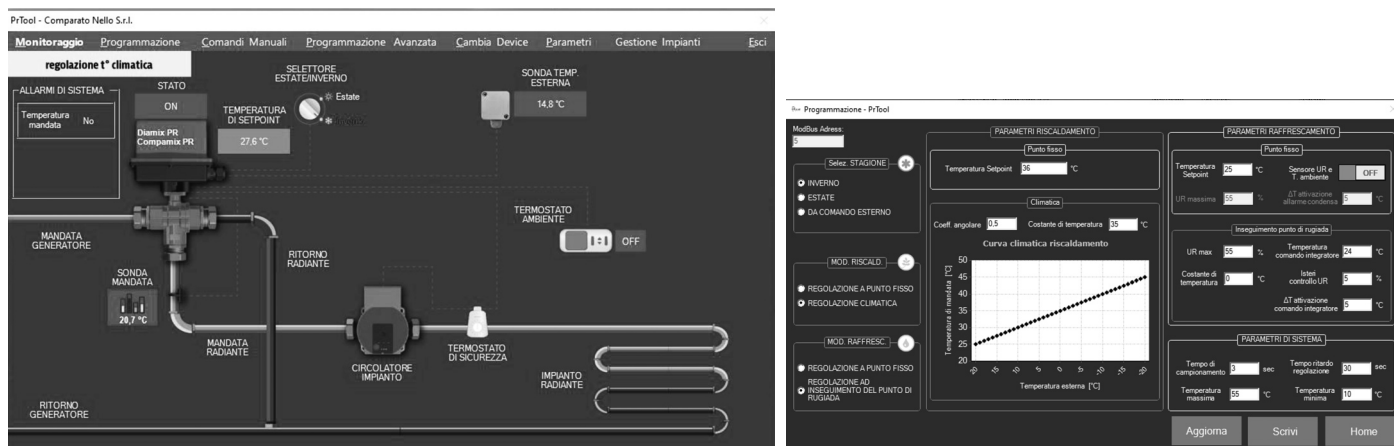 PrTool - Comparato Nello S.r.l.
Monitoraggio Programmazione Comandi Manuali Programmazione Avanzata Cambia Device Parametri Gestione Impianti Esci
regolazione t° climatica
ALLARMI DI SISTEMA
Temperatura
mandata
No
STATO
ON
Diamix PR
Compamix PR
TEMPERATURA
DI SETPOINT
27,6 °C
SELETTORE
ESTATE/INVERNO
Estate
SONDA TEMP.
ESTERNA
14,8 °C
TERMOSTATO
AMBIENTE
OFF
MANDATA
GENERATORE
RITORNO
RADIANTE
SONDA
MANDATA
20,7 °C
MANDATA
RADIANTE
CIRCOLATORE
IMPIANTO
TERMOSTATO
DI SICUREZZA
IMPIANTO
RADIANTE
RITORNO
GENERATORE
Programmazione - PrTool
ModBus Adress:
5
Selez. STAGIONE
INVERNO
ESTATE
DA COMANDO ESTERNO
MOD. RISCALD.
REGOLAZIONE A PUNTO FISSO
REGOLAZIONE CLIMATICA
MOD. RAFFRESC.
REGOLAZIONE A PUNTO FISSO
REGOLAZIONE AD
INSEGUIMENTO DEL PUNTO DI
RUGIADA
PARAMETRI RISCALDAMENTO
Punto fisso
Temperatura Setpoint 36 °C
Climatica
Coeff. angolare 0,5 Costante di temperatura 35 °C
Curva climatica riscaldamento
Temperatura di mandata [°C]
50
45
40
35
30
25
20
20 15 10 5 0 -5 -10 -15 -20
Temperatura esterna [°C]
PARAMETRI RAFFRESCAMENTO
Punto fisso
Temperatura
Setpoint
25 °C
Sensore UR e
T. ambiente
OFF
UR massima 55 %
ΔT attivazione
allarme condensa
5 °C
Inseguimento punto di rugiada
UR max 55 %
Temperatura
comando integratore
24 °C
Costante di
temperatura
0 °C
Isteri
controllo UR
5 %
ΔT attivazione
comando integratore
5 °C
PARAMETRI DI SISTEMA
Tempo di
campionamento
3 sec
Tempo ritardo
regolazione
30 sec
Temperatura
massima
55 °C
Temperatura
minima
10 °C
Aggiorna Scrivi Home